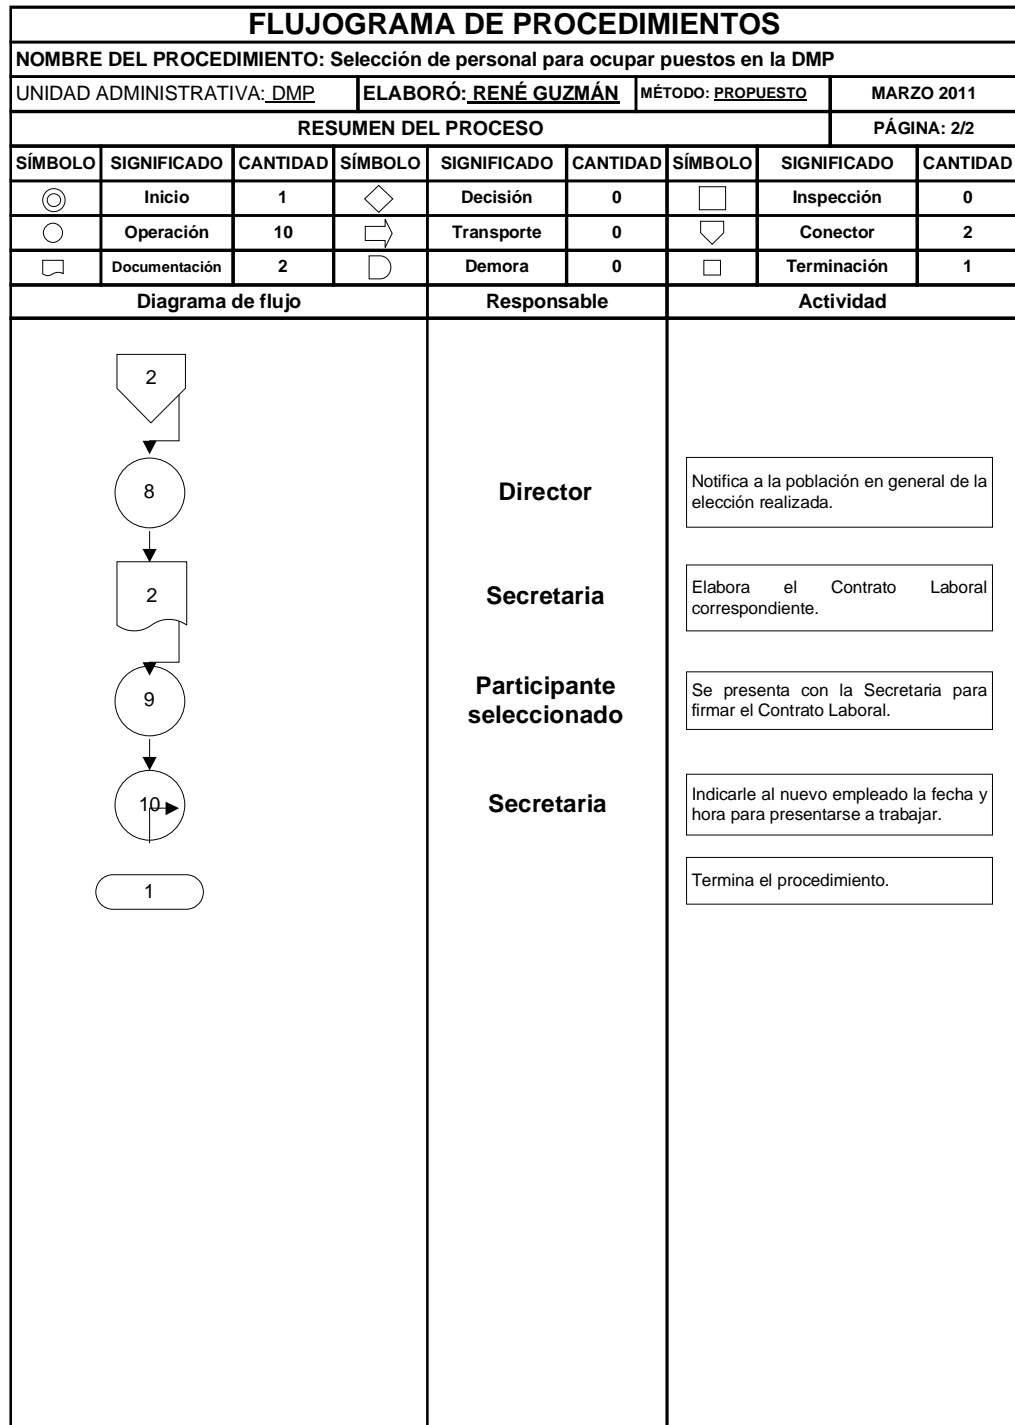 FLUJOGRAMA DE PROCEDIMIENTOS
NOMBRE DEL PROCEDIMIENTO: Selección de personal para ocupar puestos en la DMP
UNIDAD ADMINISTRATIVA: DMP ELABORÓ: RENÉ GUZMÁN MÉTODO: PROPUESTO MARZO 2011
RESUMEN DEL PROCESO PÁGINA: 2/2
SÍMBOLO SIGNIFICADO CANTIDAD SÍMBOLO SIGNIFICADO CANTIDAD SÍMBOLO SIGNIFICADO CANTIDAD
Inicio 1 Decisión 0 Inspección 0
Operación 10 Transporte 0 Conector 2
Documentación 2 Demora 0 Terminación 1
Diagrama de flujo Responsable Actividad
2
8
Director
Notifica a la población en general de la
elección realizada.
2
Secretaria
Elabora el Contrato Laboral
correspondiente.
9
Participante
seleccionado
Se presenta con la Secretaria para
firmar el Contrato Laboral.
10
Secretaria
Indicarle al nuevo empleado la fecha y
hora para presentarse a trabajar.
1
Termina el procedimiento.